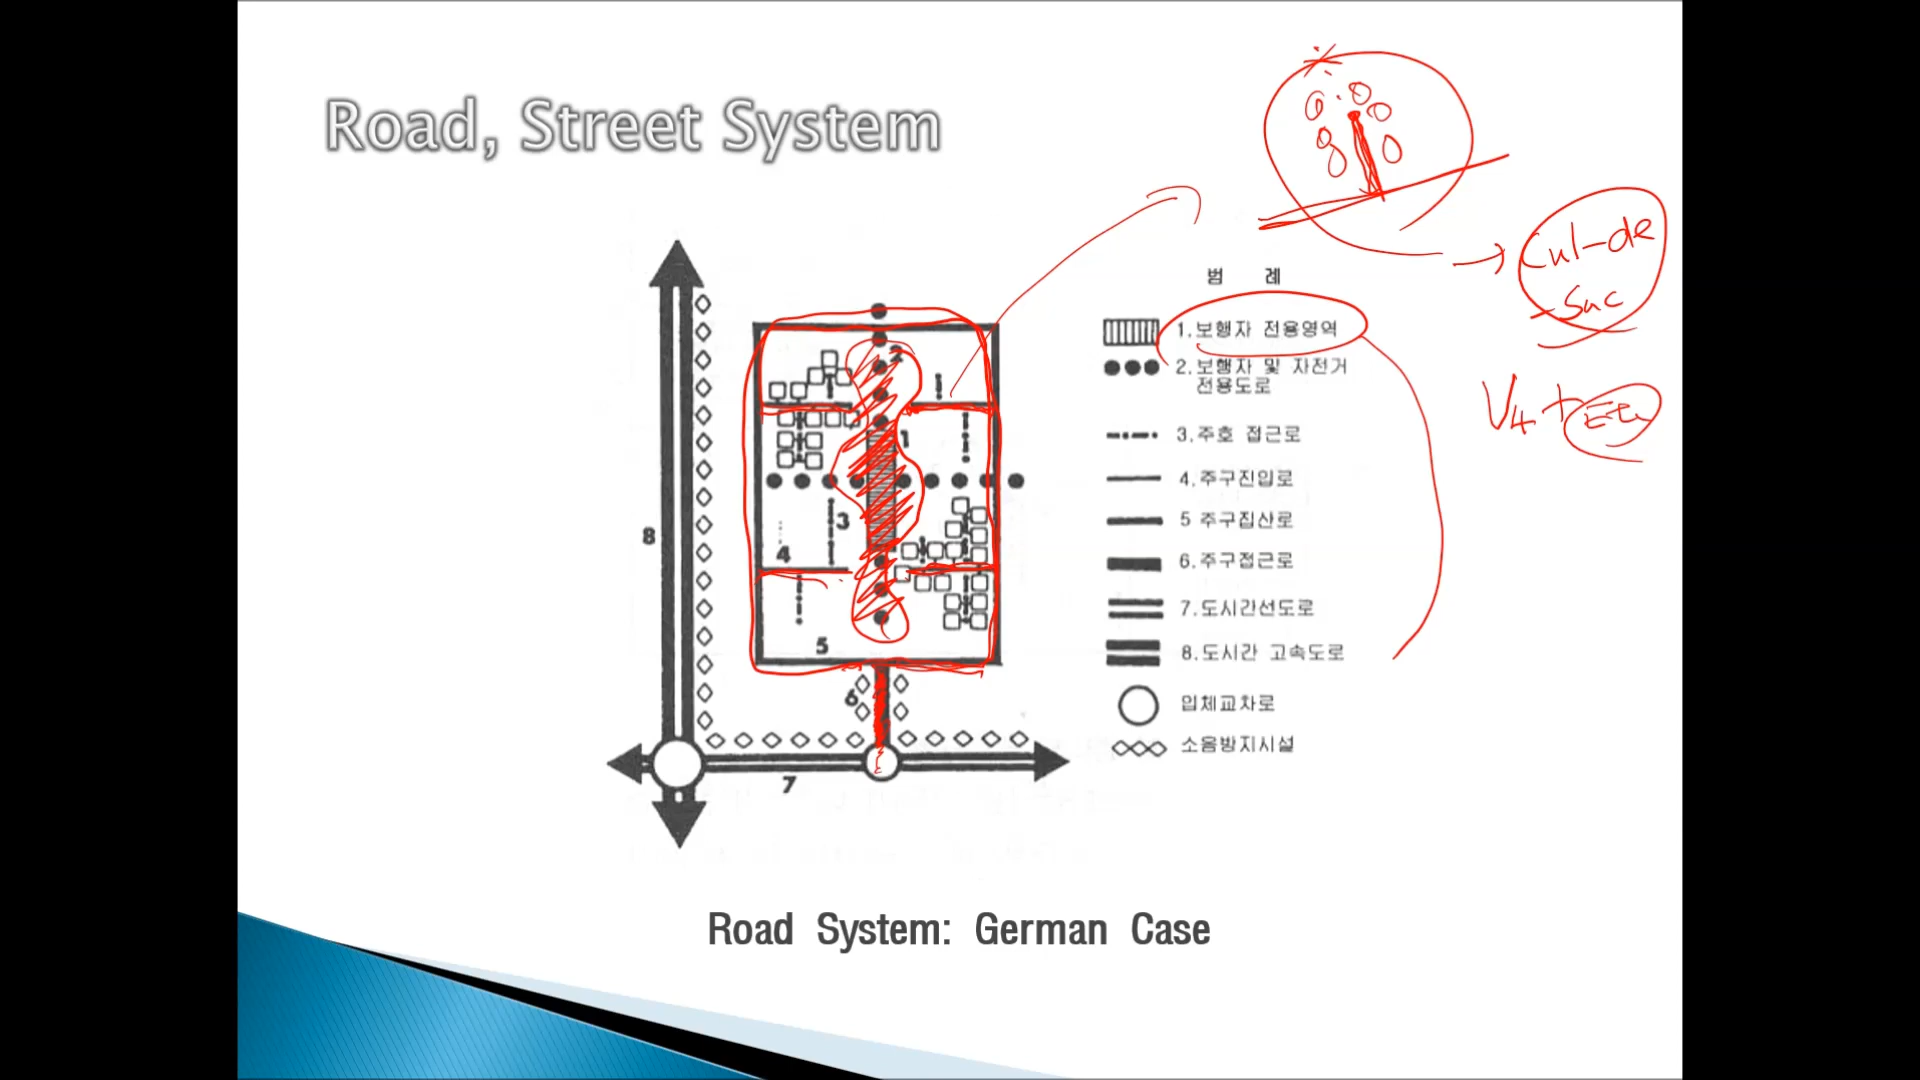 Road, Street System
Cul-de
-Sac
범 례
1.보행자 전용영역
2.보행자 및 자전거
전용도로
3.주호 접근로
4.주구진입로
5 주구집산로
6.주구접근로
7.도시간선도로
8.도시간 고속도로
입체교차로
소음방지시설
2
1
3
4
8
5
6
7
Road System: German Case